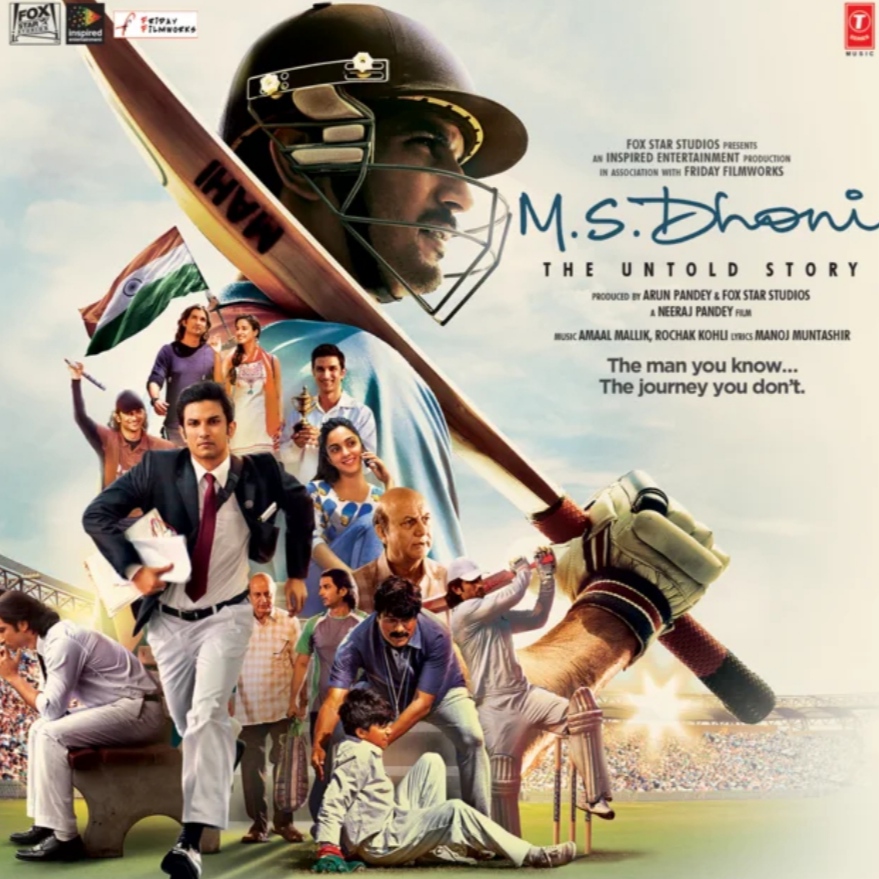 FOX
STAR
STUDIOS
inspired
entertainment
FRIDAY
FILMWORKS
T
MUSIC
MAHI
FOX STAR STUDIOS PRESENTS
AN INSPIRED ENTERTAINMENT PRODUCTION
IN ASSOCIATION WITH FRIDAY FILMWORKS
M.S.Dhoni
THE UNTOLD STORY
PRODUCED BY ARUN PANDEY & FOX STAR STUDIOS
A NEERAJ PANDEY FILM
MUSIC AMAAL MALLIK, ROCHAK KOHLI LYRICS MANOJ MUNTASHIR
The man you know...
The journey you don't.